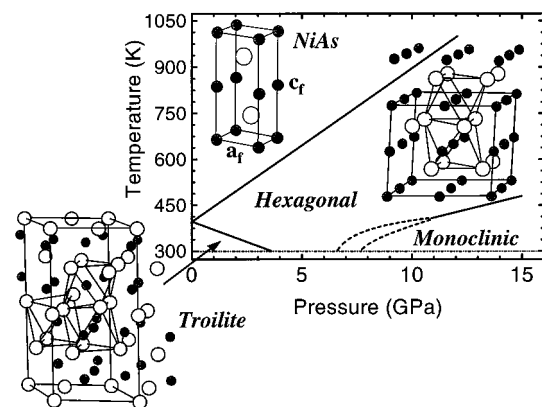 1050
900
750
600
450
300
Temperature (K)
NiAs
c_f
a_f
Hexagonal
Monoclinic
Troilite
0
5
10
15
Pressure (GPa)